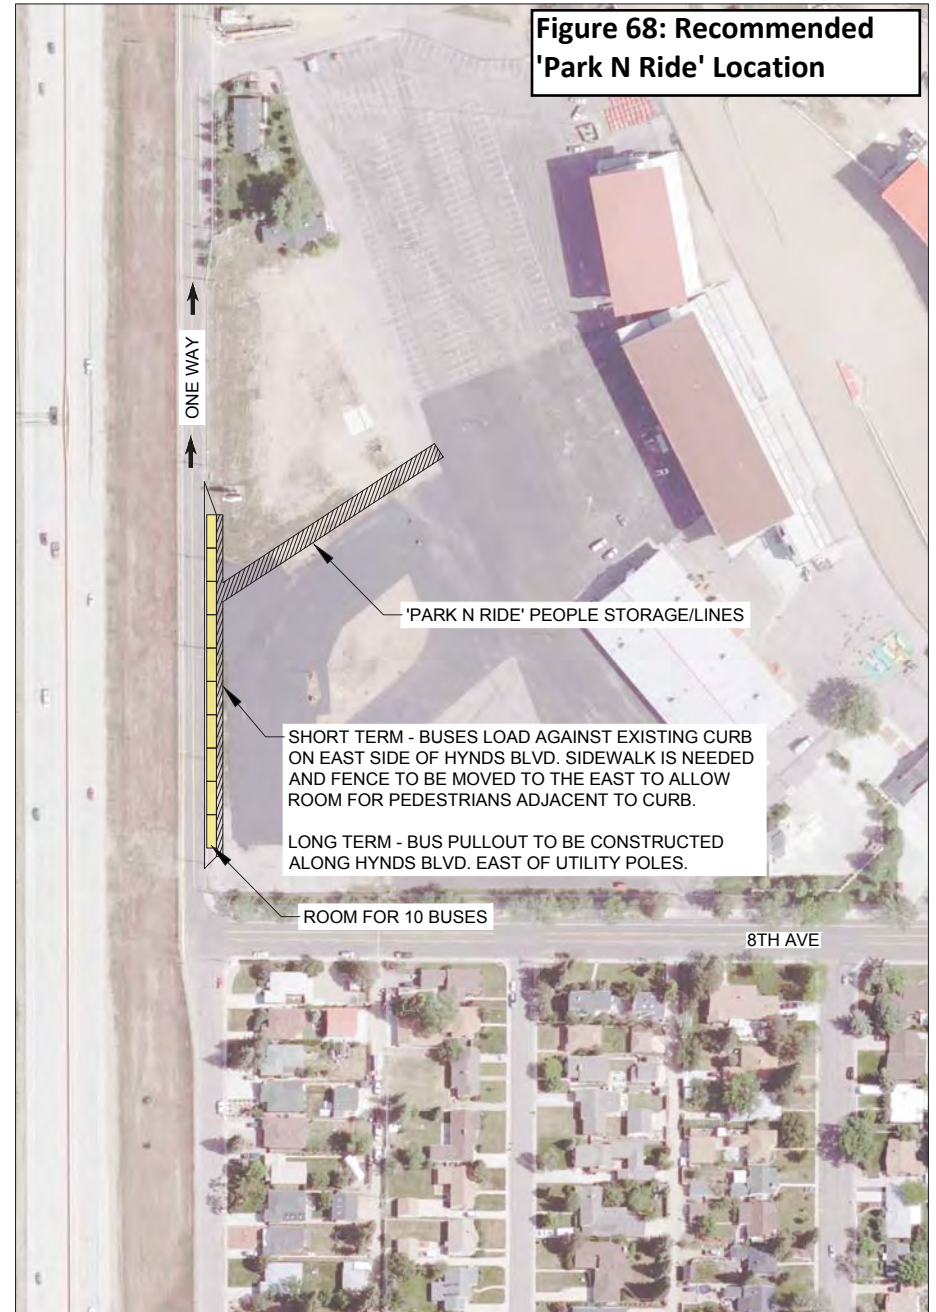 Figure 68: Recommended
'Park N Ride' Location
ONE WAY
'PARK N RIDE' PEOPLE STORAGE/LINES
SHORT TERM - BUSES LOAD AGAINST EXISTING CURB
ON EAST SIDE OF HYNDS BLVD. SIDEWALK IS NEEDED
AND FENCE TO BE MOVED TO THE EAST TO ALLOW
ROOM FOR PEDESTRIANS ADJACENT TO CURB.
LONG TERM - BUS PULLOUT TO BE CONSTRUCTED
ALONG HYNDS BLVD. EAST OF UTILITY POLES.
ROOM FOR 10 BUSES
8TH AVE